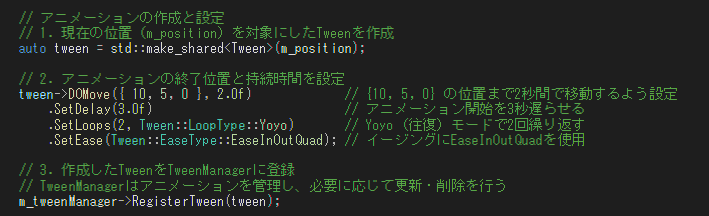 // アニメーションの作成と設定
// 1. 現在の位置（m_position）を対象にしたTweenを作成
auto tween = std::make_shared<Tween>(m_position);
// 2. アニメーションの終了位置と持続時間を設定
tween->DOMove({ 10, 5, 0 }, 2.0f) // {10, 5, 0} の位置まで2秒間で移動するよう設定
.SetDelay(3.0f) // アニメーション開始を3秒遅らせる
.SetLoops(2, Tween::LoopType::Yoyo) // Yoyo（往復）モードで2回繰り返す
.SetEase(Tween::EaseType::EaseInOutQuad); // イージングにEaseInOutQuadを使用
// 3. 作成したTweenをTweenManagerに登録
// TweenManagerはアニメーションを管理し、必要に応じて更新・削除を行う
m_tweenManager->RegisterTween(tween);